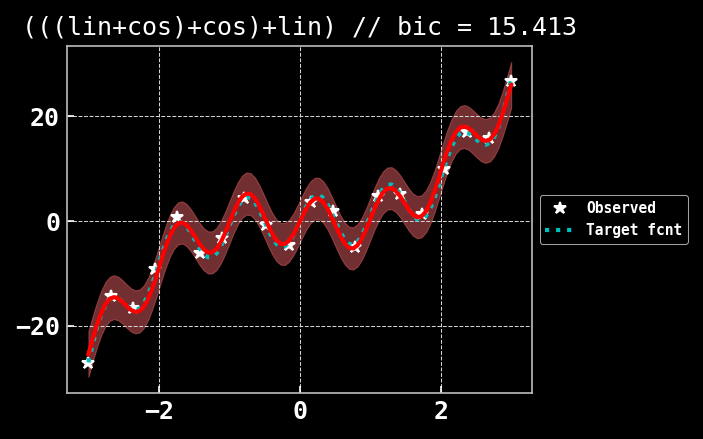 (((lin+cos)+cos)+lin) // bic = 15.413
20
0
−20
−2
0
2
Observed
Target fcnt